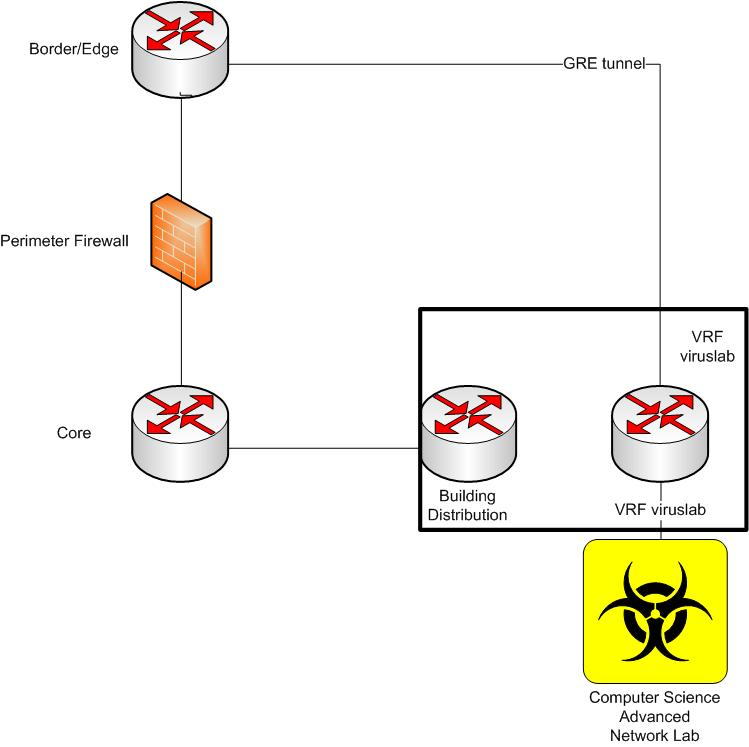 Border/Edge
GRE tunnel
Perimeter Firewall
VRF
viruslab
Core
Building
Distribution
VRF viruslab
Computer Science
Advanced
Network Lab